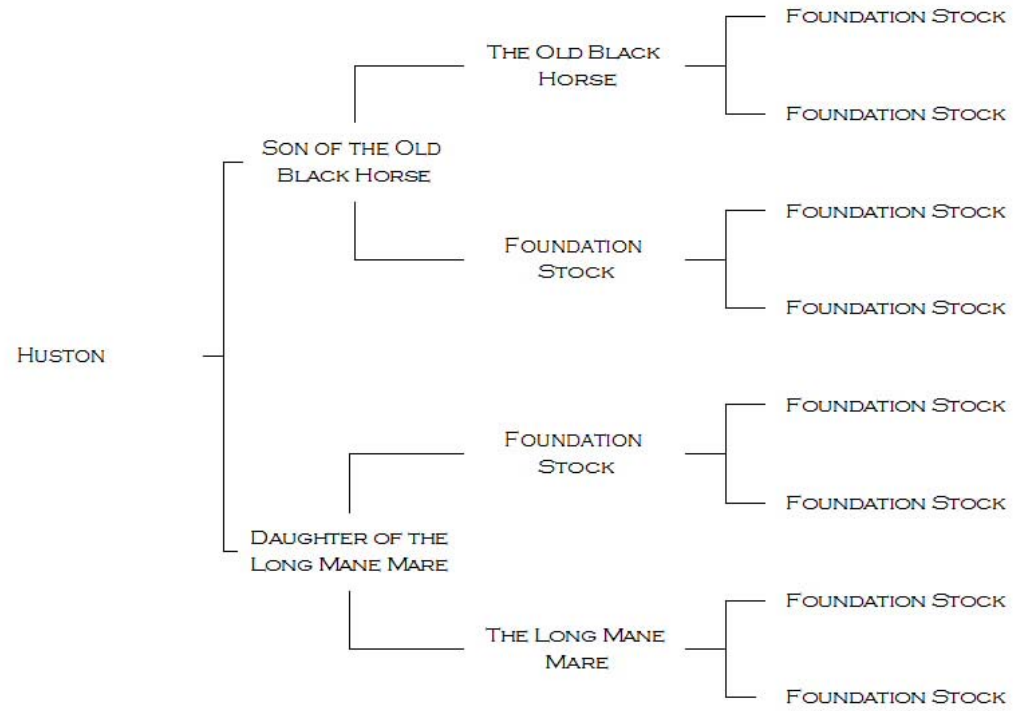 Foundation Stock
The Old Black
Horse
Foundation Stock
Son of the Old
Black Horse
Foundation Stock
Foundation
Stock
Foundation Stock
Huston
Foundation Stock
Foundation
Stock
Foundation Stock
Daughter of the
Long Mane Mare
Foundation Stock
The Long Mane
Mare
Foundation Stock